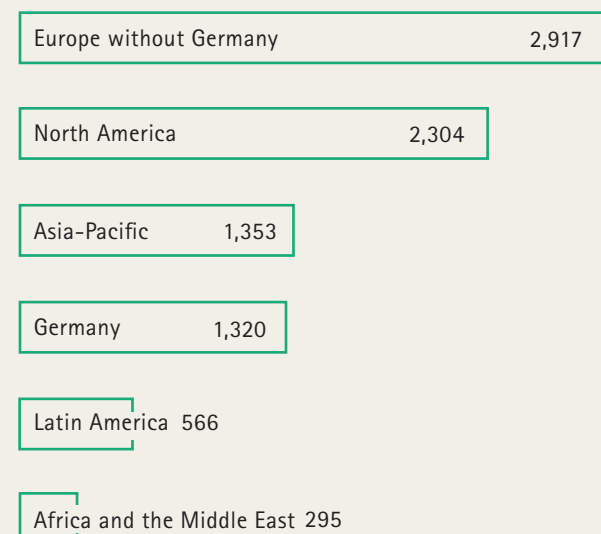 Europe without Germany 2,917
North America 2,304
Asia-Pacific 1,353
Germany 1,320
Latin America 566
Africa and the Middle East 295